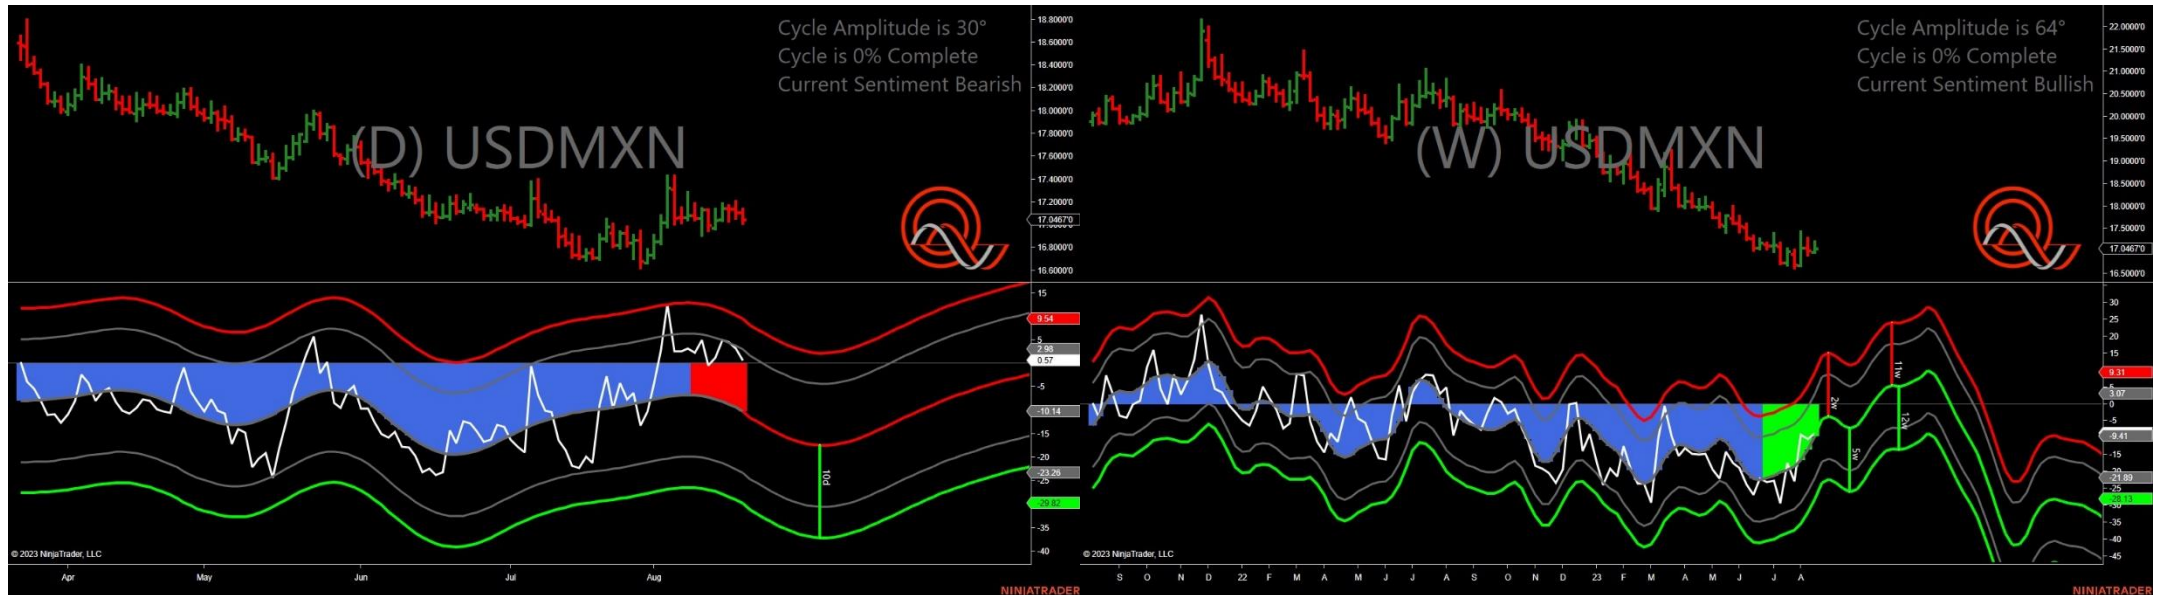 Cycle Amplitude is 30°
Cycle is 0% Complete
Current Sentiment Bearish
(D) USDMXN
18.8000'0
18.6000'0
18.4000'0
18.2000'0
18.0000'0
17.8000'0
17.6000'0
17.4000'0
17.2000'0
17.0467'0
16.8000'0
16.6000'0
15
9.54
5
2.98
0.57
-5
-10.14
-15
-20
-23.26
-25
-29.82
-35
-40
10d
© 2023 NinjaTrader, LLC
Apr May Jun Jul Aug
NINJATRADER
Cycle Amplitude is 64°
Cycle is 0% Complete
Current Sentiment Bullish
(W) USDMXN
22.0000'0
21.5000'0
21.0000'0
20.5000'0
20.0000'0
19.5000'0
19.0000'0
18.5000'0
18.0000'0
17.5000'0
17.0467'0
16.5000'0
30
25
20
15
9.31
5
3.07
0
-9.41
-15
-21.89
-25
-28.13
-30
-35
-40
-45
2w
5w
11w
12w
© 2023 NinjaTrader, LLC
S O N D 22 F M A M J J A S O N D 23 F M A M J J A
NINJATRADER